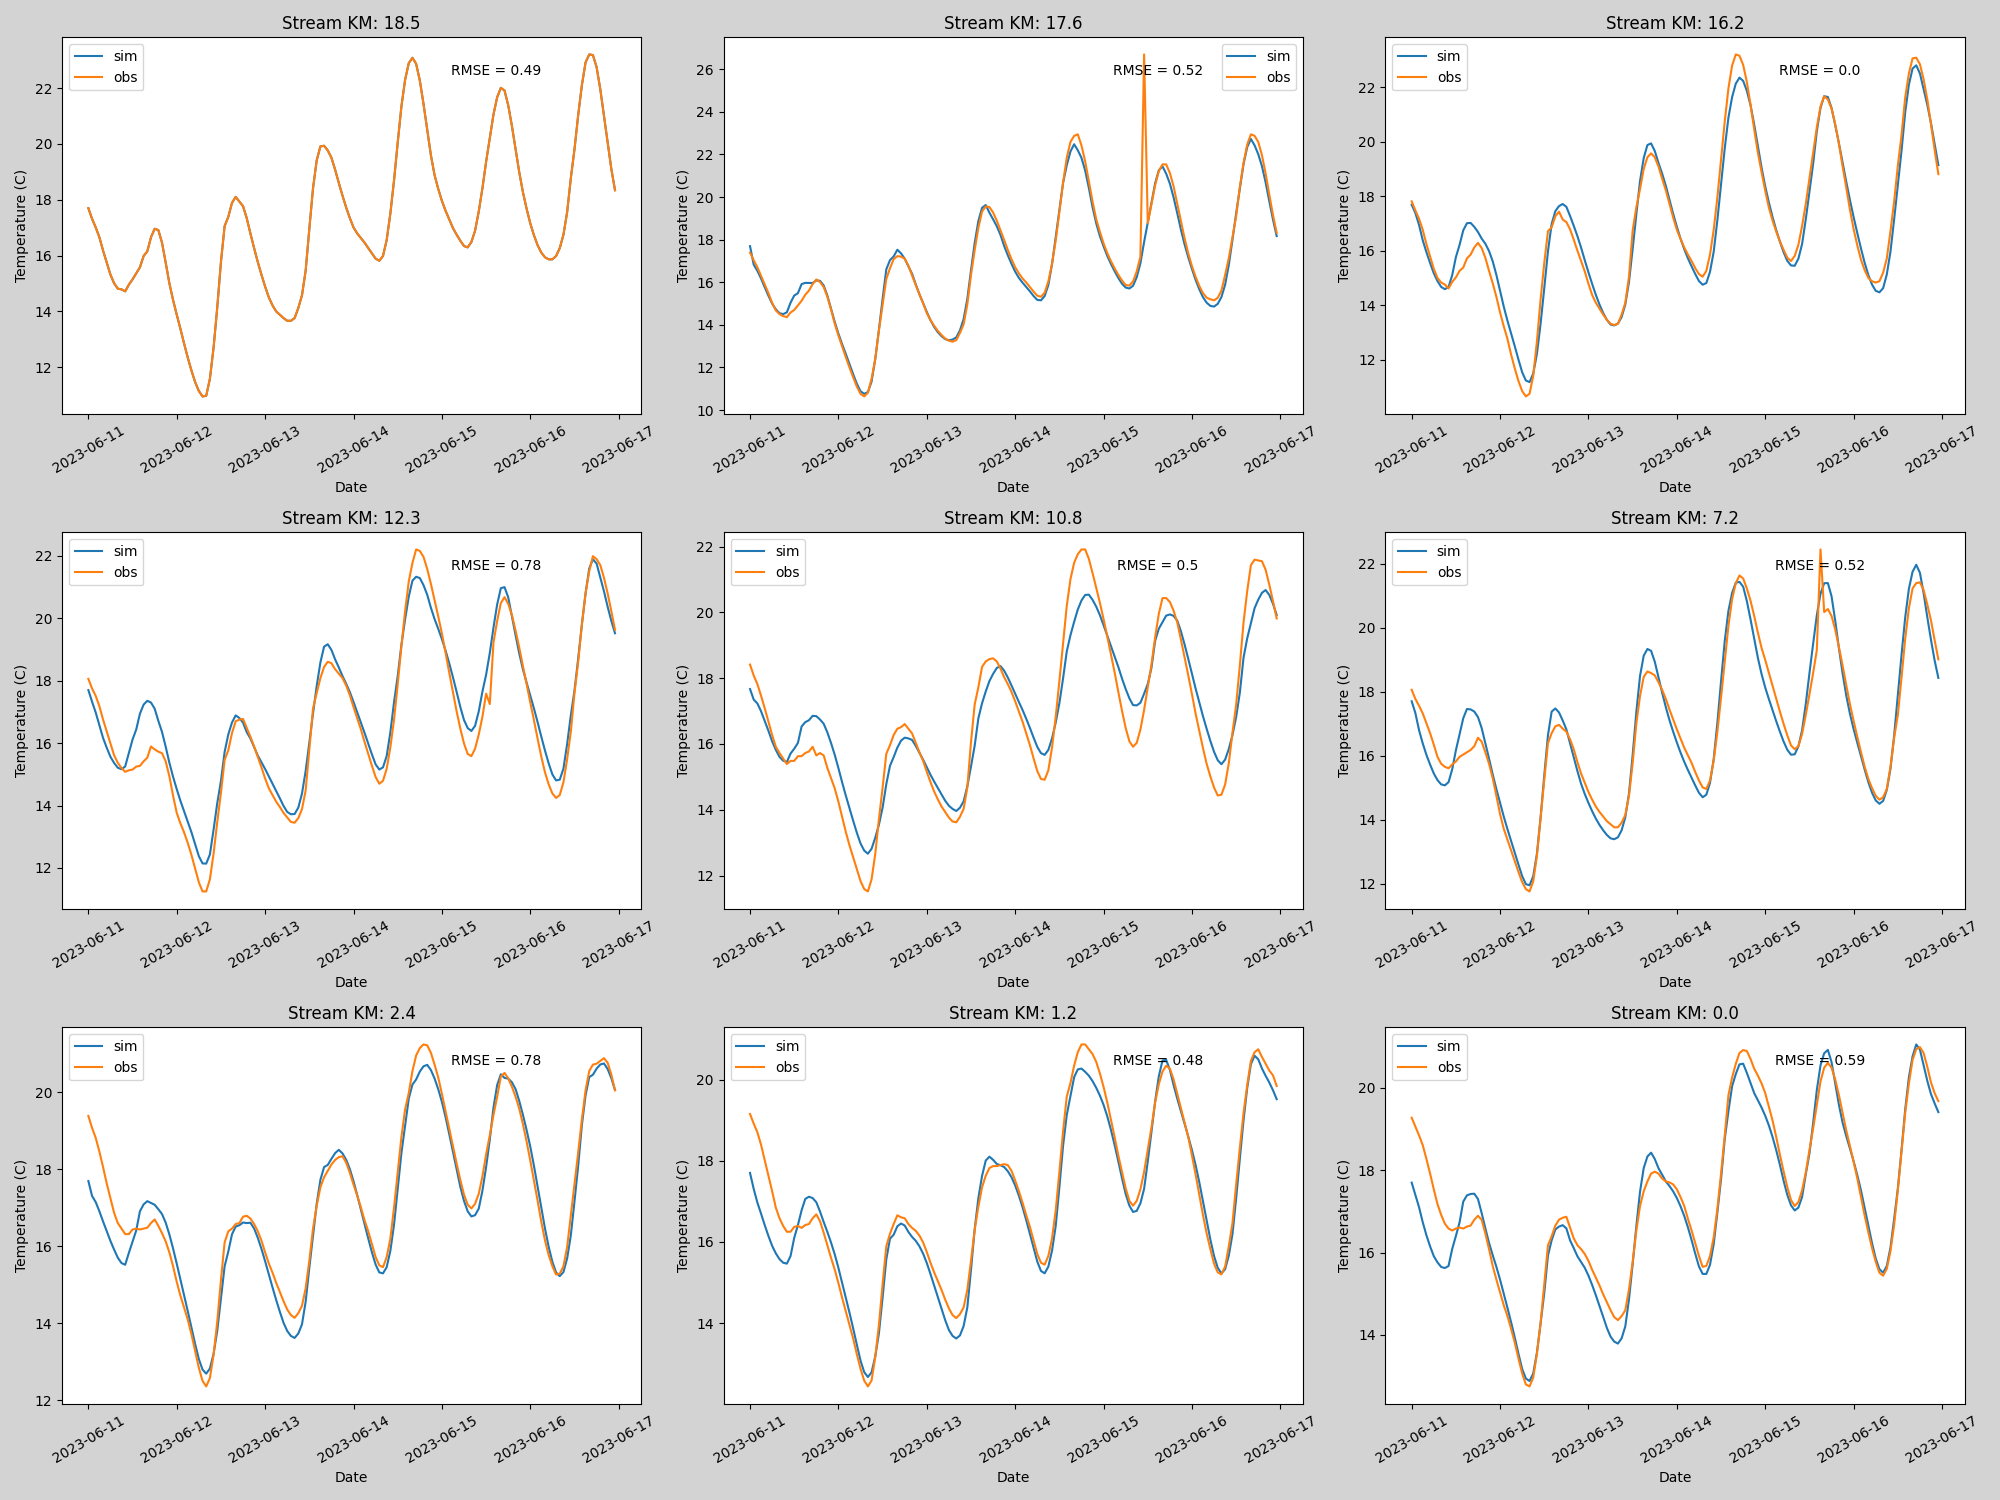 Stream KM: 18.5
sim
obs
RMSE = 0.49
Temperature (C)
22
20
18
16
14
12
2023-06-11
2023-06-12
2023-06-13
2023-06-14
2023-06-15
2023-06-16
2023-06-17
Date
Stream KM: 17.6
sim
obs
RMSE = 0.52
Temperature (C)
26
24
22
20
18
16
14
12
10
2023-06-11
2023-06-12
2023-06-13
2023-06-14
2023-06-15
2023-06-16
2023-06-17
Date
Stream KM: 16.2
sim
obs
RMSE = 0.0
Temperature (C)
22
20
18
16
14
12
2023-06-11
2023-06-12
2023-06-13
2023-06-14
2023-06-15
2023-06-16
2023-06-17
Date
Stream KM: 12.3
sim
obs
RMSE = 0.78
Temperature (C)
22
20
18
16
14
12
2023-06-11
2023-06-12
2023-06-13
2023-06-14
2023-06-15
2023-06-16
2023-06-17
Date
Stream KM: 10.8
sim
obs
RMSE = 0.5
Temperature (C)
22
20
18
16
14
12
2023-06-11
2023-06-12
2023-06-13
2023-06-14
2023-06-15
2023-06-16
2023-06-17
Date
Stream KM: 7.2
sim
obs
RMSE = 0.52
Temperature (C)
22
20
18
16
14
12
2023-06-11
2023-06-12
2023-06-13
2023-06-14
2023-06-15
2023-06-16
2023-06-17
Date
Stream KM: 2.4
sim
obs
RMSE = 0.78
Temperature (C)
20
18
16
14
12
2023-06-11
2023-06-12
2023-06-13
2023-06-14
2023-06-15
2023-06-16
2023-06-17
Date
Stream KM: 1.2
sim
obs
RMSE = 0.48
Temperature (C)
20
18
16
14
2023-06-11
2023-06-12
2023-06-13
2023-06-14
2023-06-15
2023-06-16
2023-06-17
Date
Stream KM: 0.0
sim
obs
RMSE = 0.59
Temperature (C)
20
18
16
14
2023-06-11
2023-06-12
2023-06-13
2023-06-14
2023-06-15
2023-06-16
2023-06-17
Date